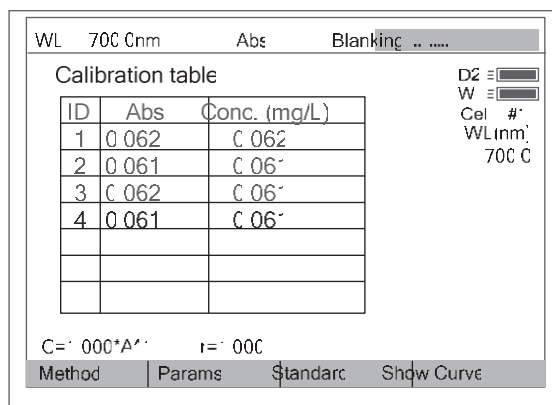 WL 700.0nm Abs Blanking .. .....
Calibration table
D2
W
ID Abs Conc. (mg/L)
Cell #1
1 0.062 0.062
WL(nm)
2 0.061 0.061
700.0
3 0.062 0.061
4 0.061 0.061
r=1.000
Method Params Standard Show Curve